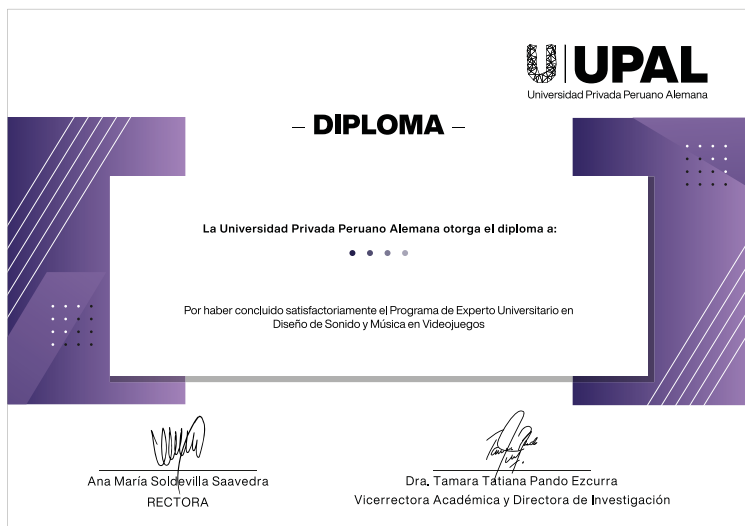 UPAL
Universidad Privada Peruano Alemana
– DIPLOMA –
La Universidad Privada Peruano Alemana otorga el diploma a:
Por haber concluido satisfactoriamente el Programa de Experto Universitario en
Diseño de Sonido y Música en Videojuegos
Ana María Soldevilla Saavedra
RECTORA
Dra. Tamara Tatiana Pando Ezcurra
Vicerrectora Académica y Directora de Investigación